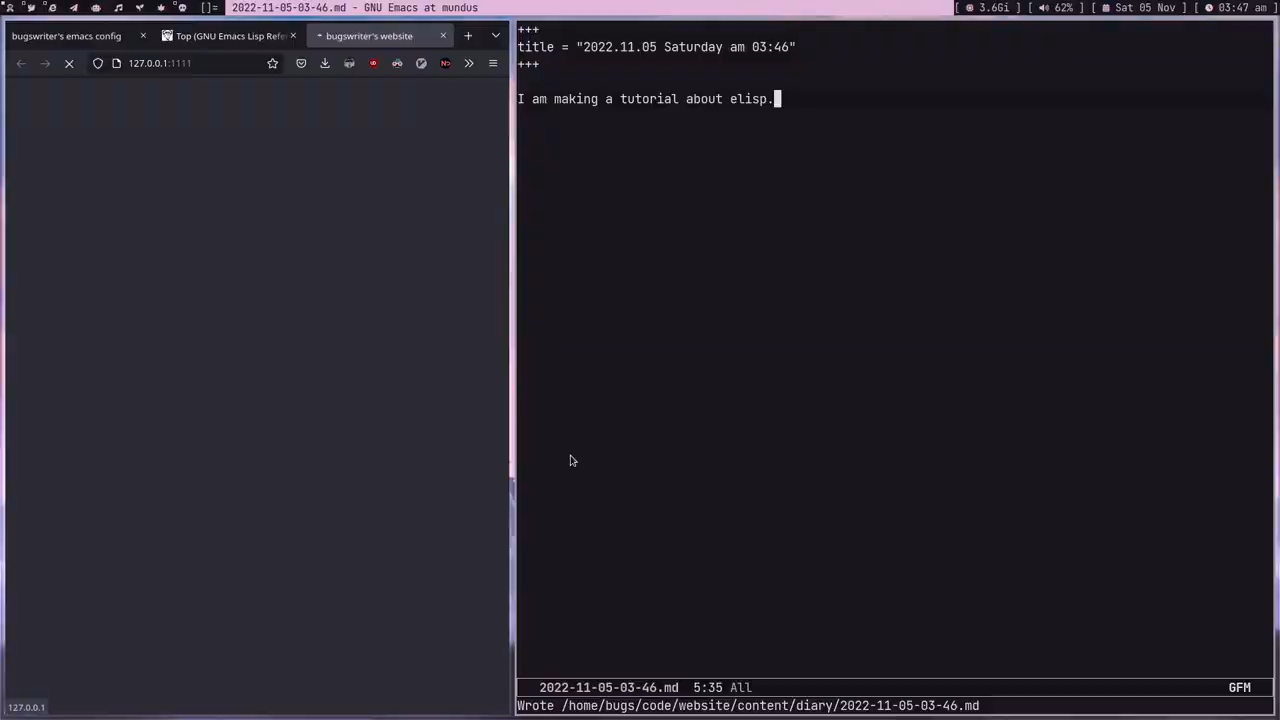 []= 2022-11-05-03-46.md - GNU Emacs at mundus [ 3.6Gi ] [ 62% ] [ Sat 05 Nov ] [ 03:47 am ]
bugswriter's emacs config Top (GNU Emacs Lisp Refe bugswriter's website
127.0.0.1:1111
127.0.0.1
+++
title = "2022.11.05 Saturday am 03:46"
+++
I am making a tutorial about elisp.
2022-11-05-03-46.md 5:35 All GFM
Wrote /home/bugs/code/website/content/diary/2022-11-05-03-46.md